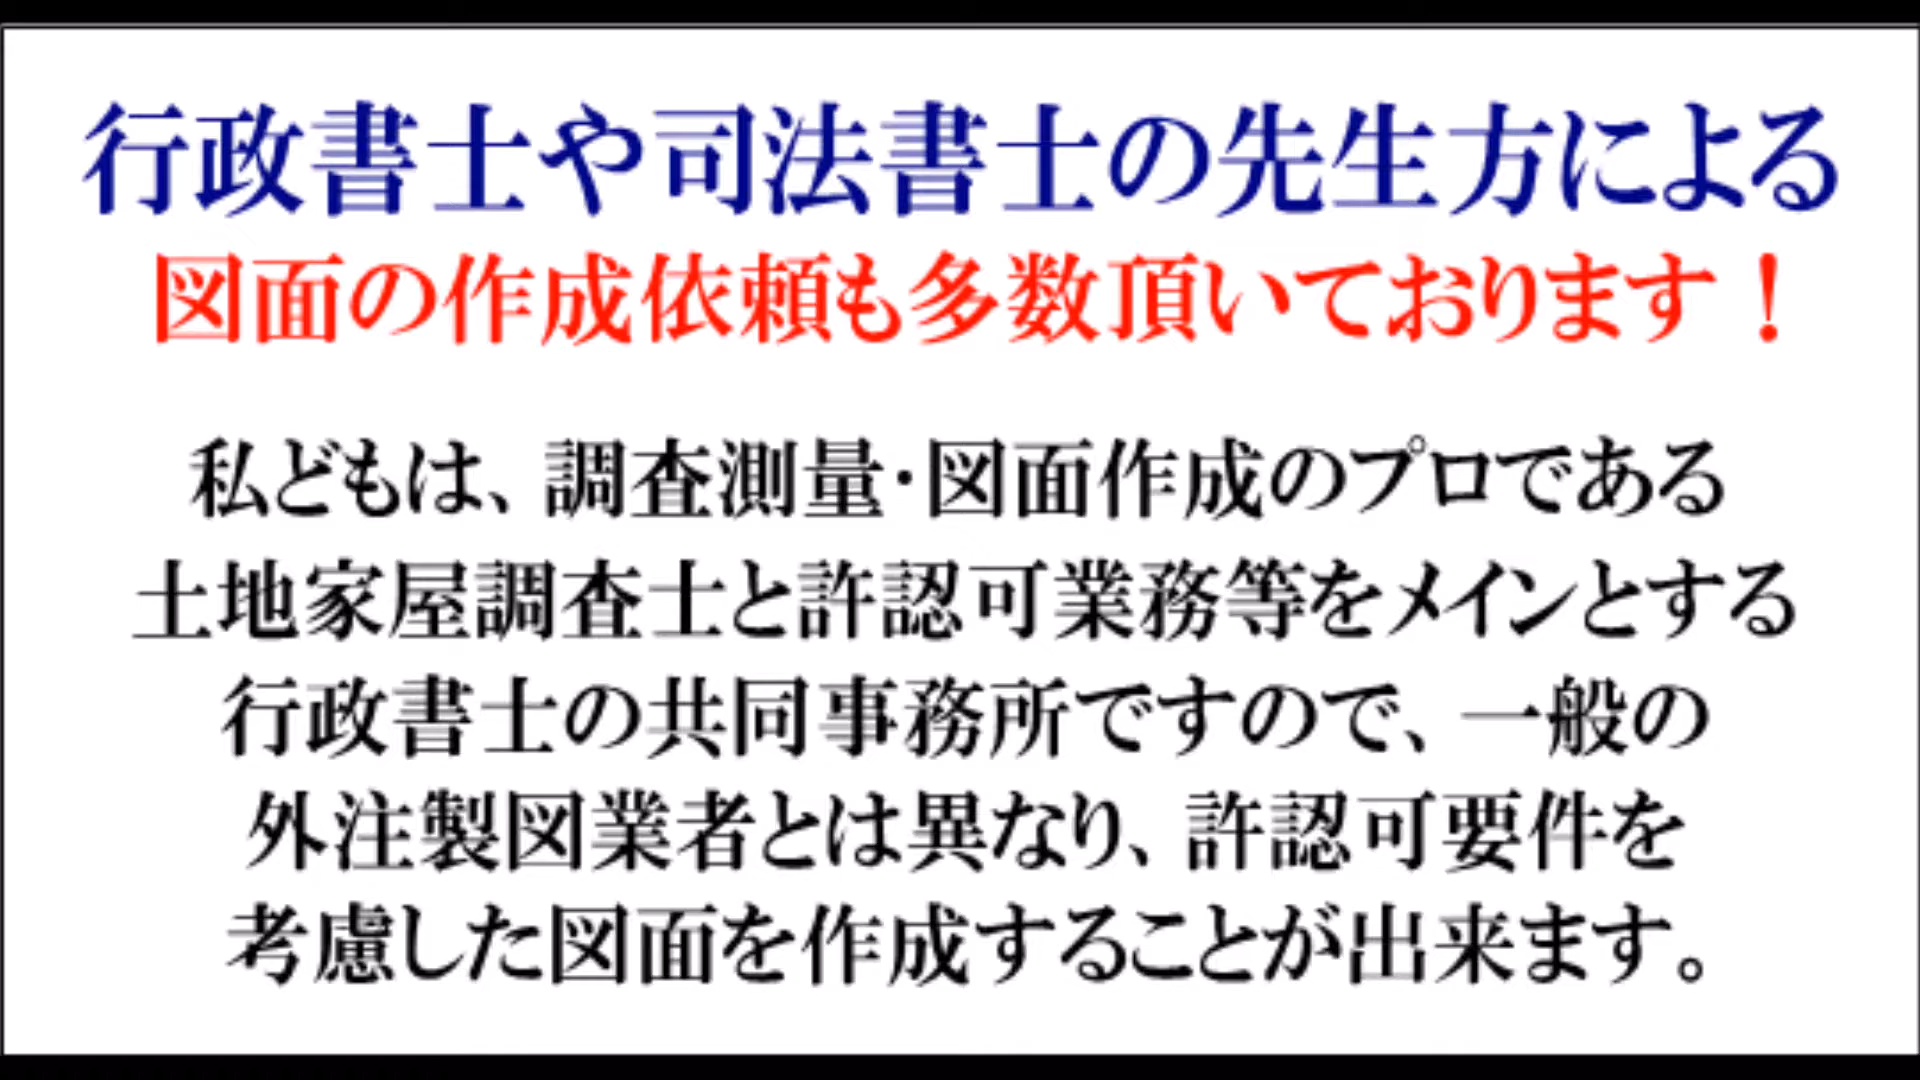 行政書士や司法書士の先生方による
図面の作成依頼も多数頂いております！
私どもは、調査測量・図面作成のプロである
土地家屋調査士と許認可業務等をメインとする
行政書士の共同事務所ですので、一般の
外注製図業者とは異なり、許認可要件を
考慮した図面を作成することが出来ます。